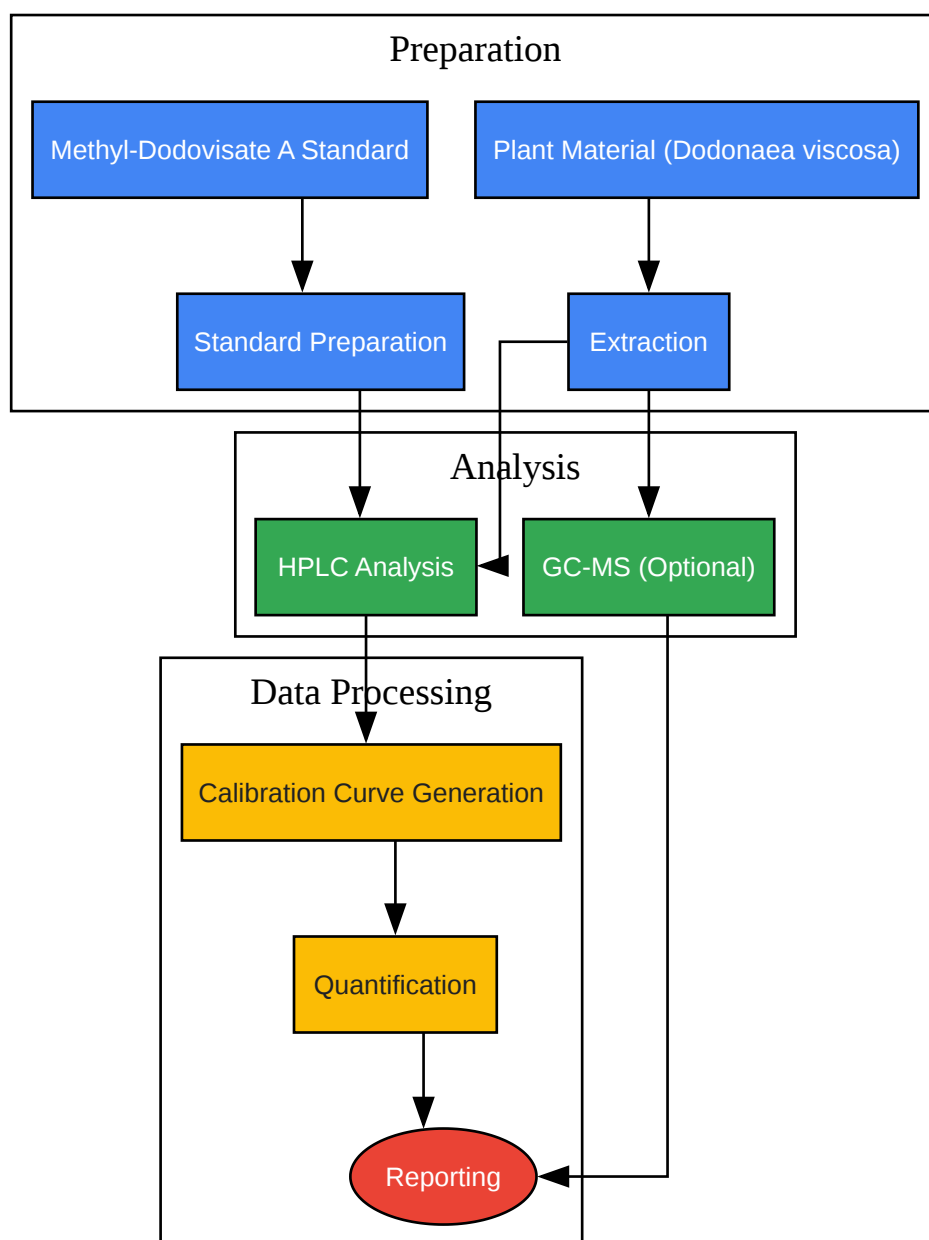 Preparation
Methyl-Dodovisate A Standard
Plant Material (Dodonaea viscosa)
Standard Preparation
Extraction
Analysis
HPLC Analysis
GC-MS (Optional)
Data Processing
Calibration Curve Generation
Quantification
Reporting